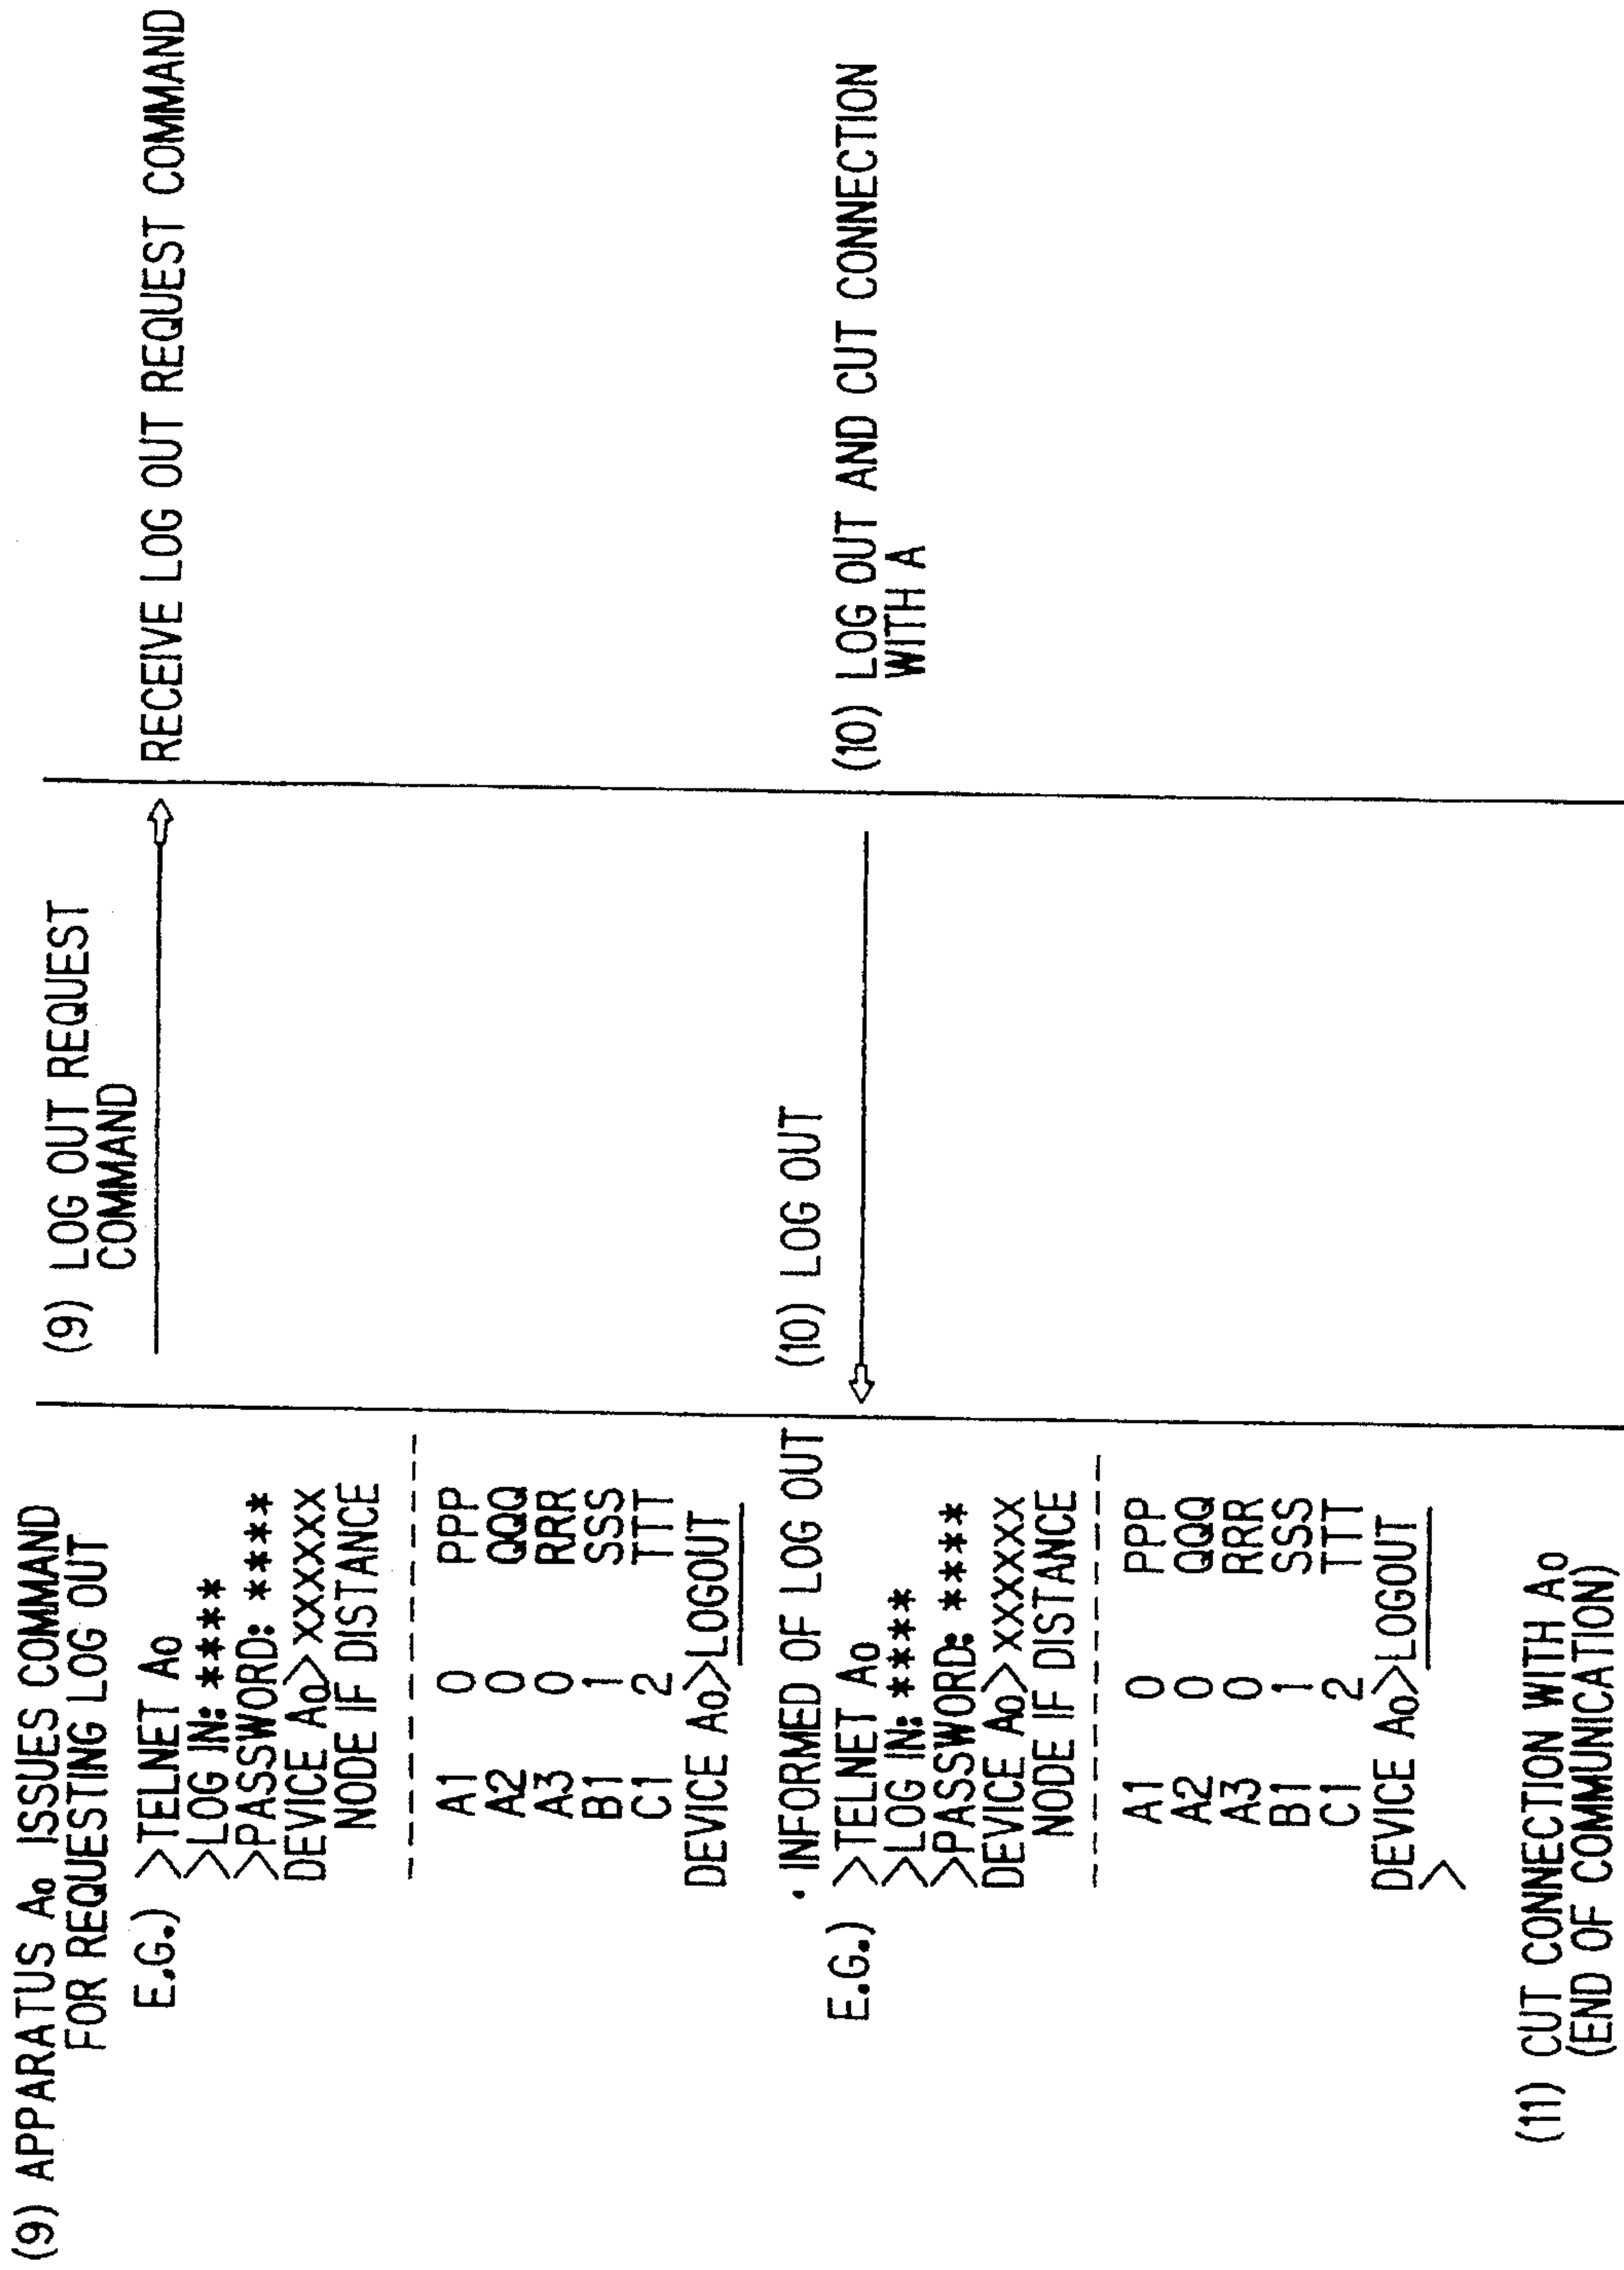 (9) APPARATUS A0 ISSUES COMMAND
FOR REQUESTING LOG OUT
E.G.) >TELNET A0
>LOG IN: ****
>PASSWORD: ****
DEVICE A0>XXXXXX
NODE IF DISTANCE
A1 0 PPP
A2 0 QQQ
A3 0 RRR
B1 1 SSS
C1 2 TTT
DEVICE A0>LOGOUT
(9) LOG OUT REQUEST
COMMAND
RECEIVE LOG OUT REQUEST COMMAND
· INFORMED OF LOG OUT
E.G.) >TELNET A0
>LOG IN: ****
>PASSWORD: ****
DEVICE A0>XXXXXX
NODE IF DISTANCE
A1 0 PPP
A2 0 QQQ
A3 0 RRR
B1 1 SSS
C1 2 TTT
DEVICE A0>LOGOUT
>
(10) LOG OUT
(10) LOG OUT AND CUT CONNECTION
WITH A
(11) CUT CONNECTION WITH A0
(END OF COMMUNICATION)